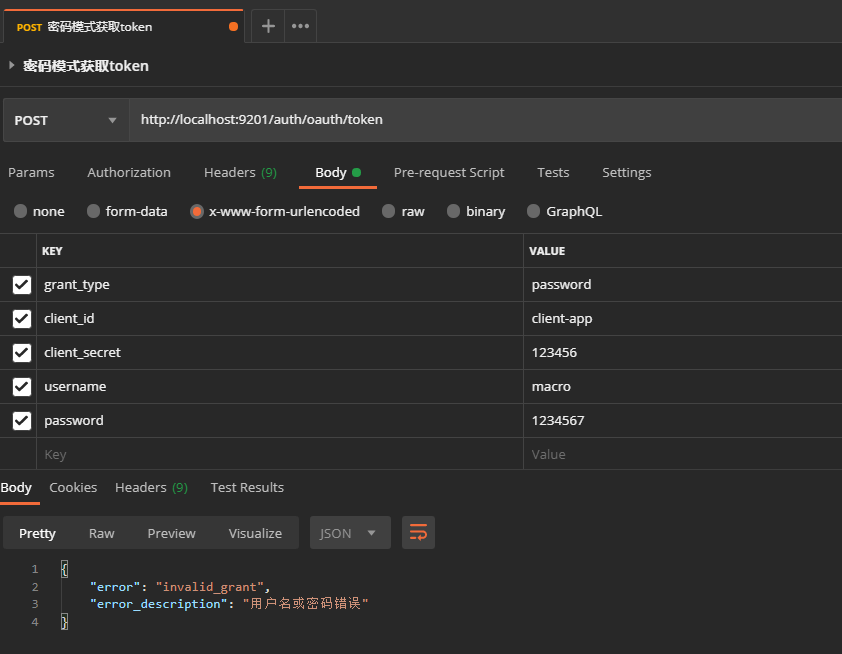 POST 密码模式获取token
密码模式获取token
POST http://localhost:9201/auth/oauth/token
Params Authorization Headers (9) Body Pre-request Script Tests Settings
none form-data x-www-form-urlencoded raw binary GraphQL
KEY VALUE
grant_type password
client_id client-app
client_secret 123456
username macro
password 1234567
Key Value
Body Cookies Headers (9) Test Results
Pretty Raw Preview Visualize JSON
1 {
2 "error": "invalid_grant",
3 "error_description": "用户名或密码错误"
4 }